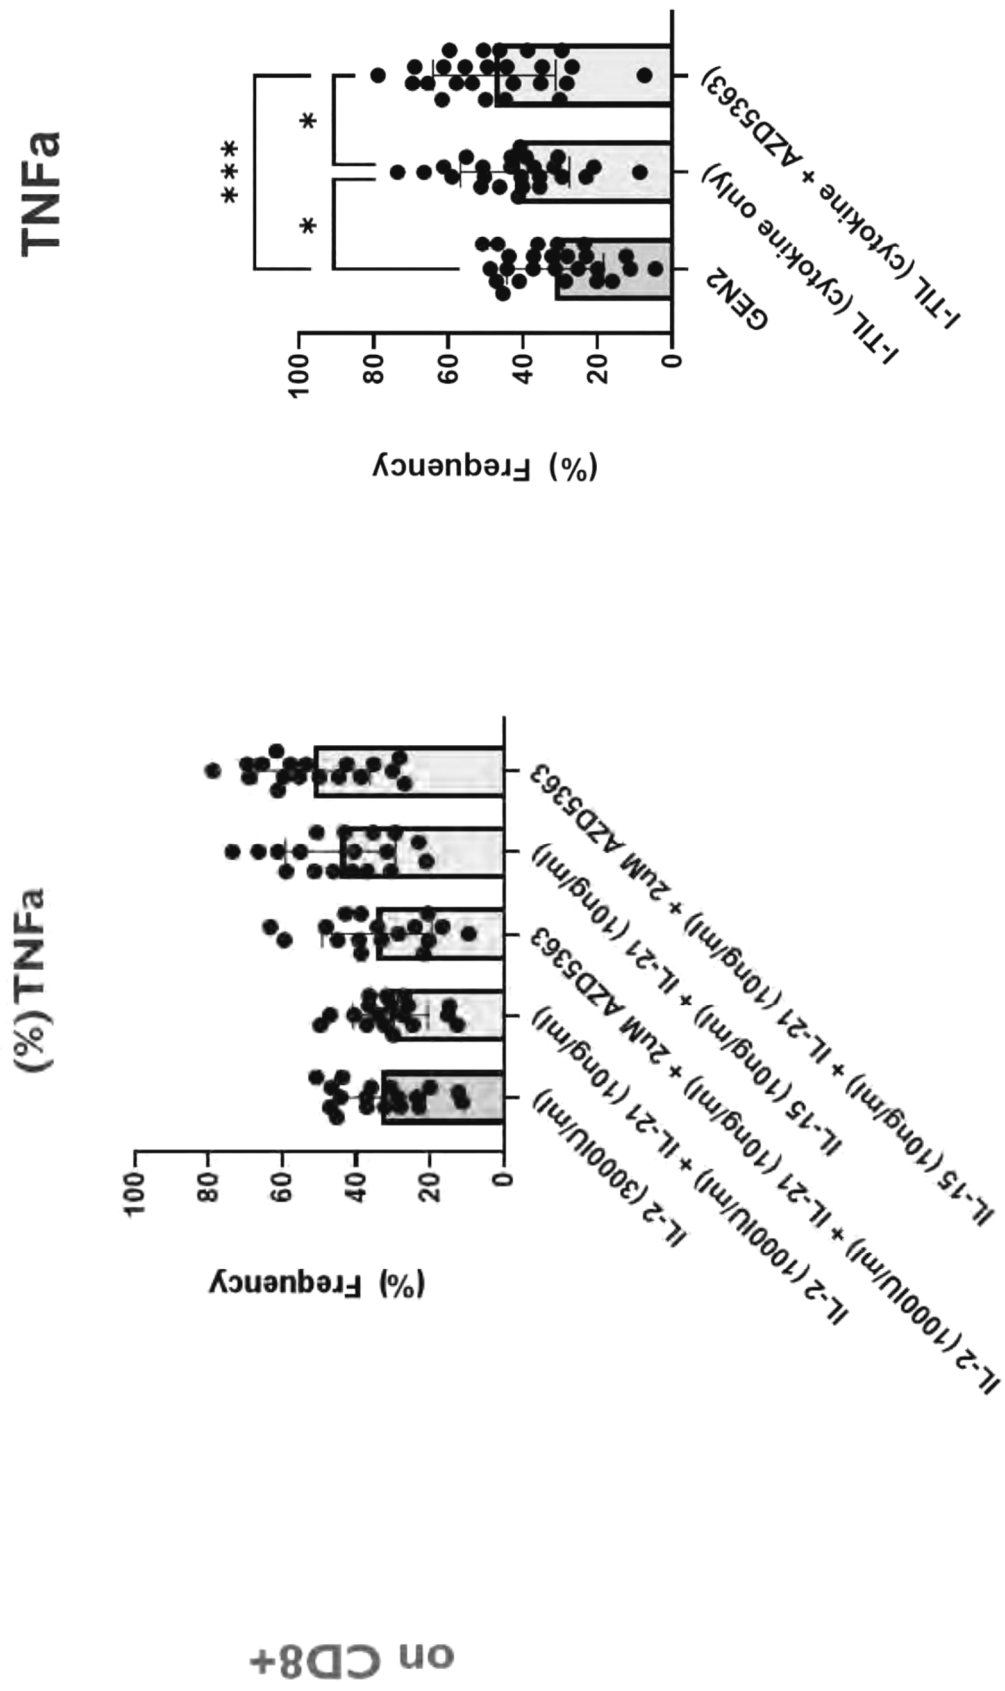 on CD8+
(%) TNFa
(%) Frequency
100
80
60
40
20
0
IL-2 (3000IU/ml)
IL-2 (1000IU/ml) + IL-21 (10ng/ml)
IL-2 (1000IU/ml) + IL-21 (10ng/ml) + 2uM AZD5363
IL-15 (10ng/ml) + IL-21 (10ng/ml)
IL-15 (10ng/ml) + IL-21 (10ng/ml) + 2uM AZD5363
TNFa
(%) Frequency
100
80
60
40
20
0
***
*
*
GEN2
I-TIL (cytokine only)
I-TIL (cytokine + AZD5363)